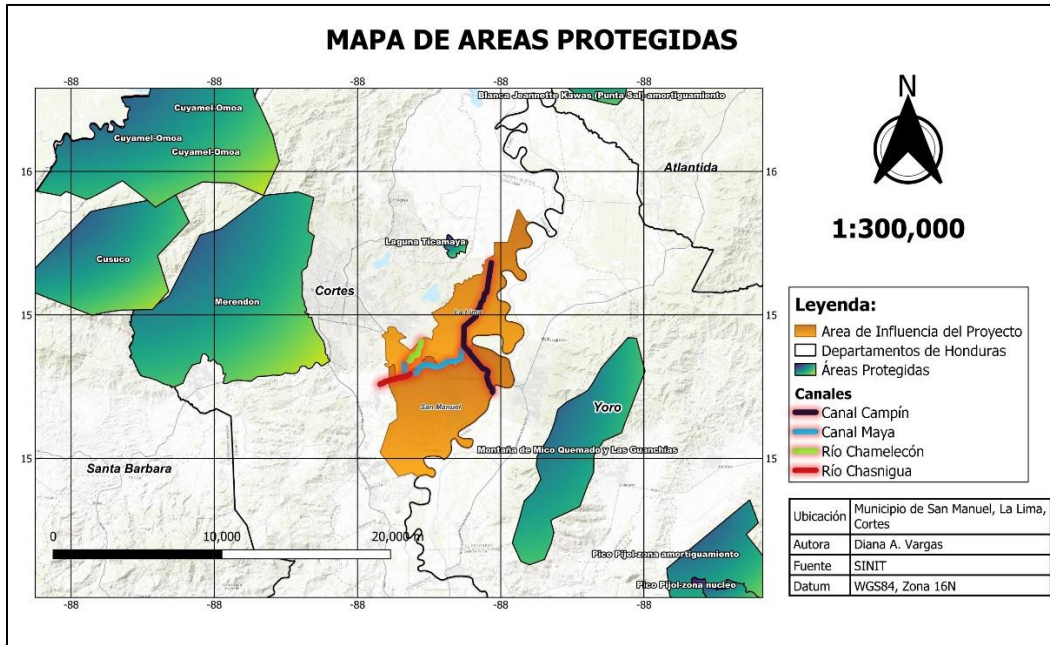 MAPA DE AREAS PROTEGIDAS
-88
-88
-88
-88
-88
Blanca Jeannette Kawas (Punta Sal)-amortiguamiento
Cuyamel-Omoa
Cuyamel-Omoa
Cuyamel-Omoa
16
16
Atlantida
Laguna Ticamaya
Cusuco
Merendon
Cortes
La Lima
15
15
San Manuel
Yoro
Montaña de Mico Quemado y Las Guanchias
15
15
Santa Barbara
0
10,000
20,000 m
Pico Pijol-zona amortiguamiento
Pico Pijol-zona nucleo
-88
-88
-88
-88
-88
N
1:300,000
Leyenda:
Area de Influencia del Proyecto
Departamentos de Honduras
Áreas Protegidas
Canales
Canal Campín
Canal Maya
Río Chamelecón
Río Chasnigua
Ubicación
Municipio de San Manuel, La Lima,
Cortes
Autora
Diana A. Vargas
Fuente
SINIT
Datum
WGS84, Zona 16N